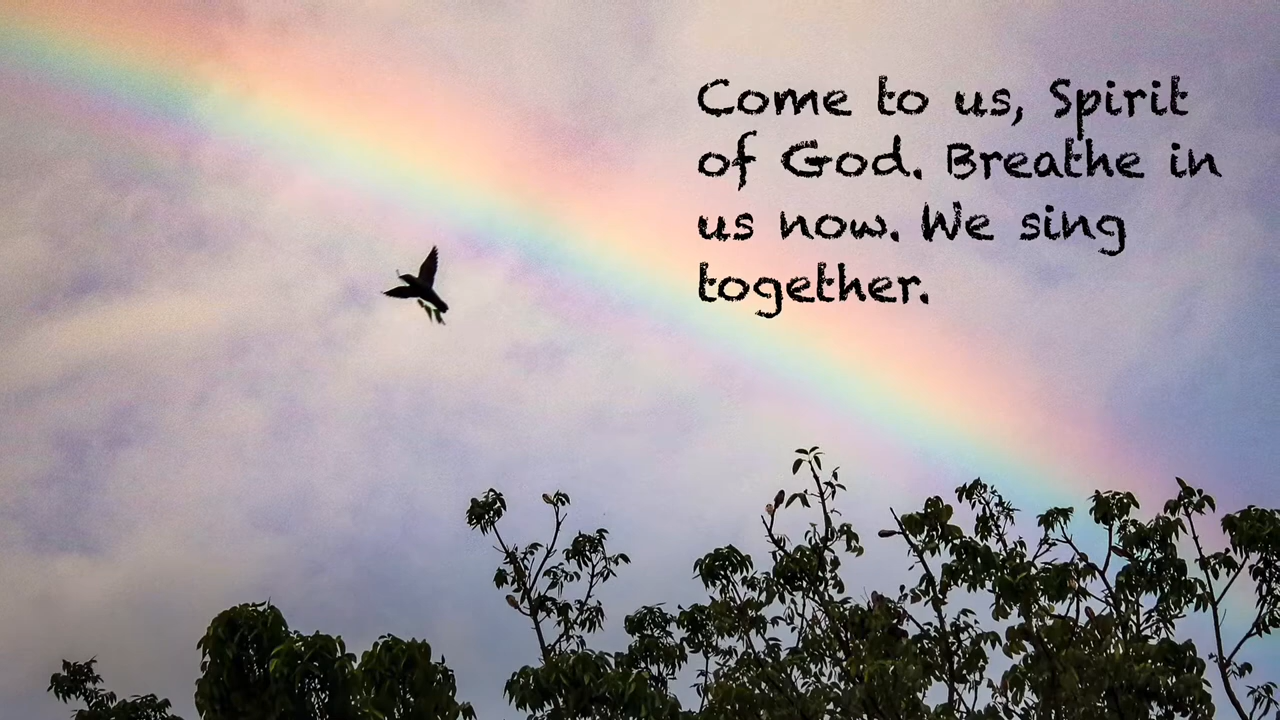 Come to us, Spirit
of God. Breathe in
us now. We sing
together.